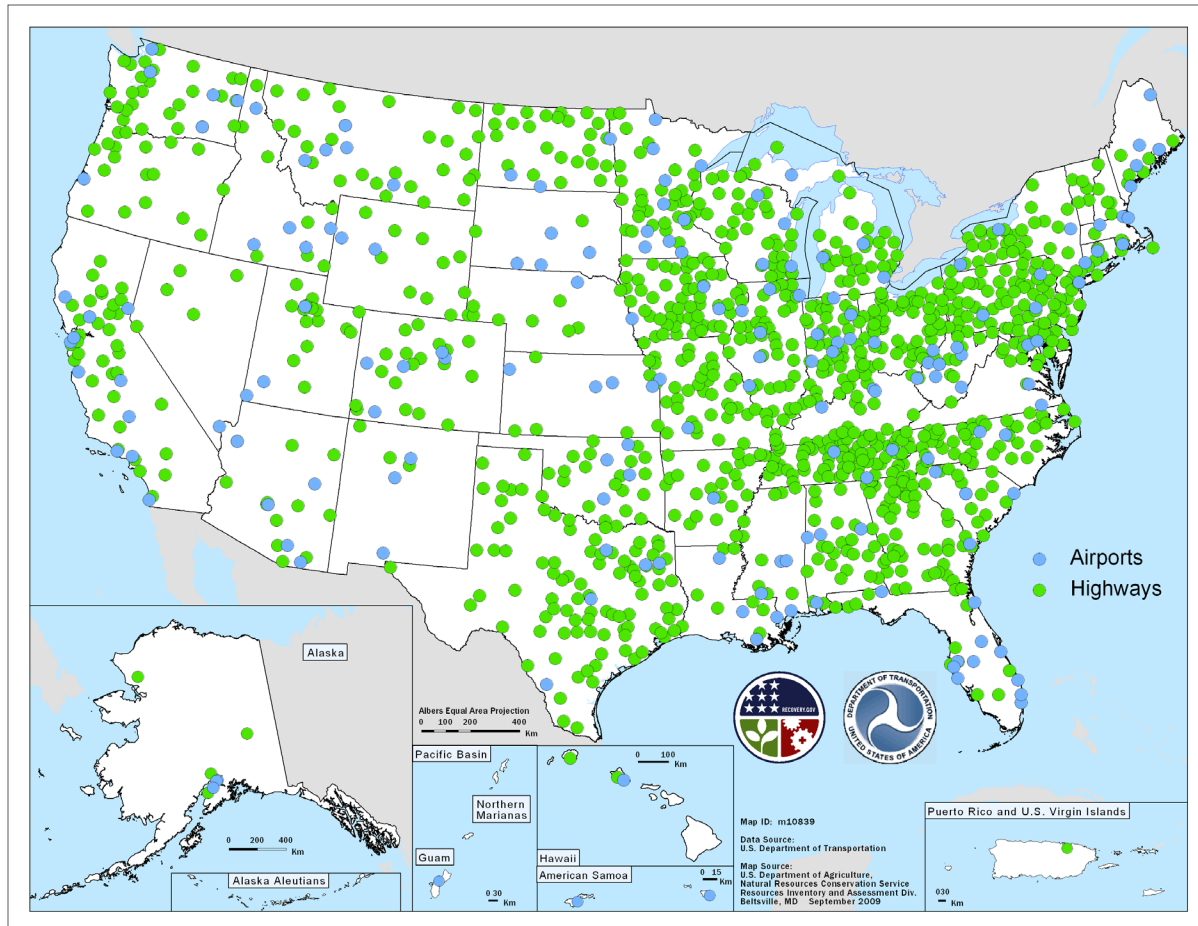 Airports
Highways
Alaska
Albers Equal Area Projection
0 100 200 400
Km
RECOVERY.GOV
DEPARTMENT OF TRANSPORTATION
UNITED STATES OF AMERICA
Pacific Basin
0 100
Km
Northern
Marianas
Puerto Rico and U.S. Virgin Islands
Map ID: m10839
Data Source:
U.S. Department of Transportation
0 200 400
Km
Guam
Hawaii
Map Source:
U.S. Department of Agriculture,
Natural Resources Conservation Service
Resources Inventory and Assessment Div.
Beltsville, MD September 2009
American Samoa
0 15
Km
Alaska Aleutians
0 30
Km
030
Km